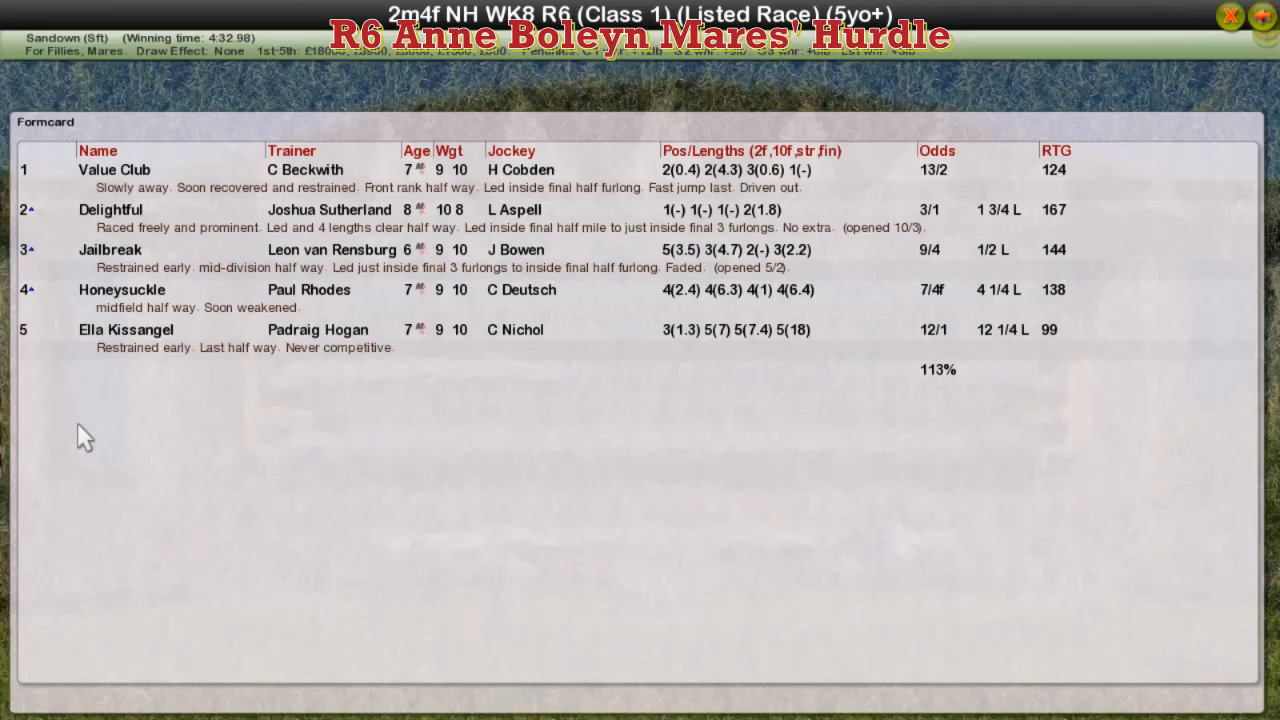 2m4f NH WK8 R6 (Class 1) (Listed Race) (5yo+)
R6 Anne Boleyn Mares' Hurdle
Sandown (Sft) (Winning time: 4:32.98)
For Fillies, Mares. Draw Effect: None 1st-5th:
Formcard
Name Trainer Age Wgt Jockey Pos/Lengths (2f,10f,str,fin) Odds RTG
1 Value Club C Beckwith 7 9 10 H Cobden 2(0.4) 2(4.3) 3(0.6) 1(-) 13/2 124
Slowly away. Soon recovered and restrained. Front rank half way. Led inside final half furlong. Fast jump last. Driven out.
2 Delightful Joshua Sutherland 8 10 8 L Aspell 1(-) 1(-) 1(-) 2(1.8) 3/1 1 3/4 L 167
Raced freely and prominent. Led and 4 lengths clear half way. Led inside final half mile to just inside final 3 furlongs. No extra. (opened 10/3).
3 Jailbreak Leon van Rensburg 6 9 10 J Bowen 5(3.5) 3(4.7) 2(-) 3(2.2) 9/4 1/2 L 144
Restrained early. mid-division half way. Led just inside final 3 furlongs to inside final half furlong. Faded. (opened 5/2).
4 Honeysuckle Paul Rhodes 7 9 10 C Deutsch 4(2.4) 4(6.3) 4(1) 4(6.4) 7/4f 4 1/4 L 138
midfield half way. Soon weakened.
5 Ella Kissangel Padraig Hogan 7 9 10 C Nichol 3(1.3) 5(7) 5(7.4) 5(18) 12/1 12 1/4 L 99
Restrained early. Last half way. Never competitive.
113%